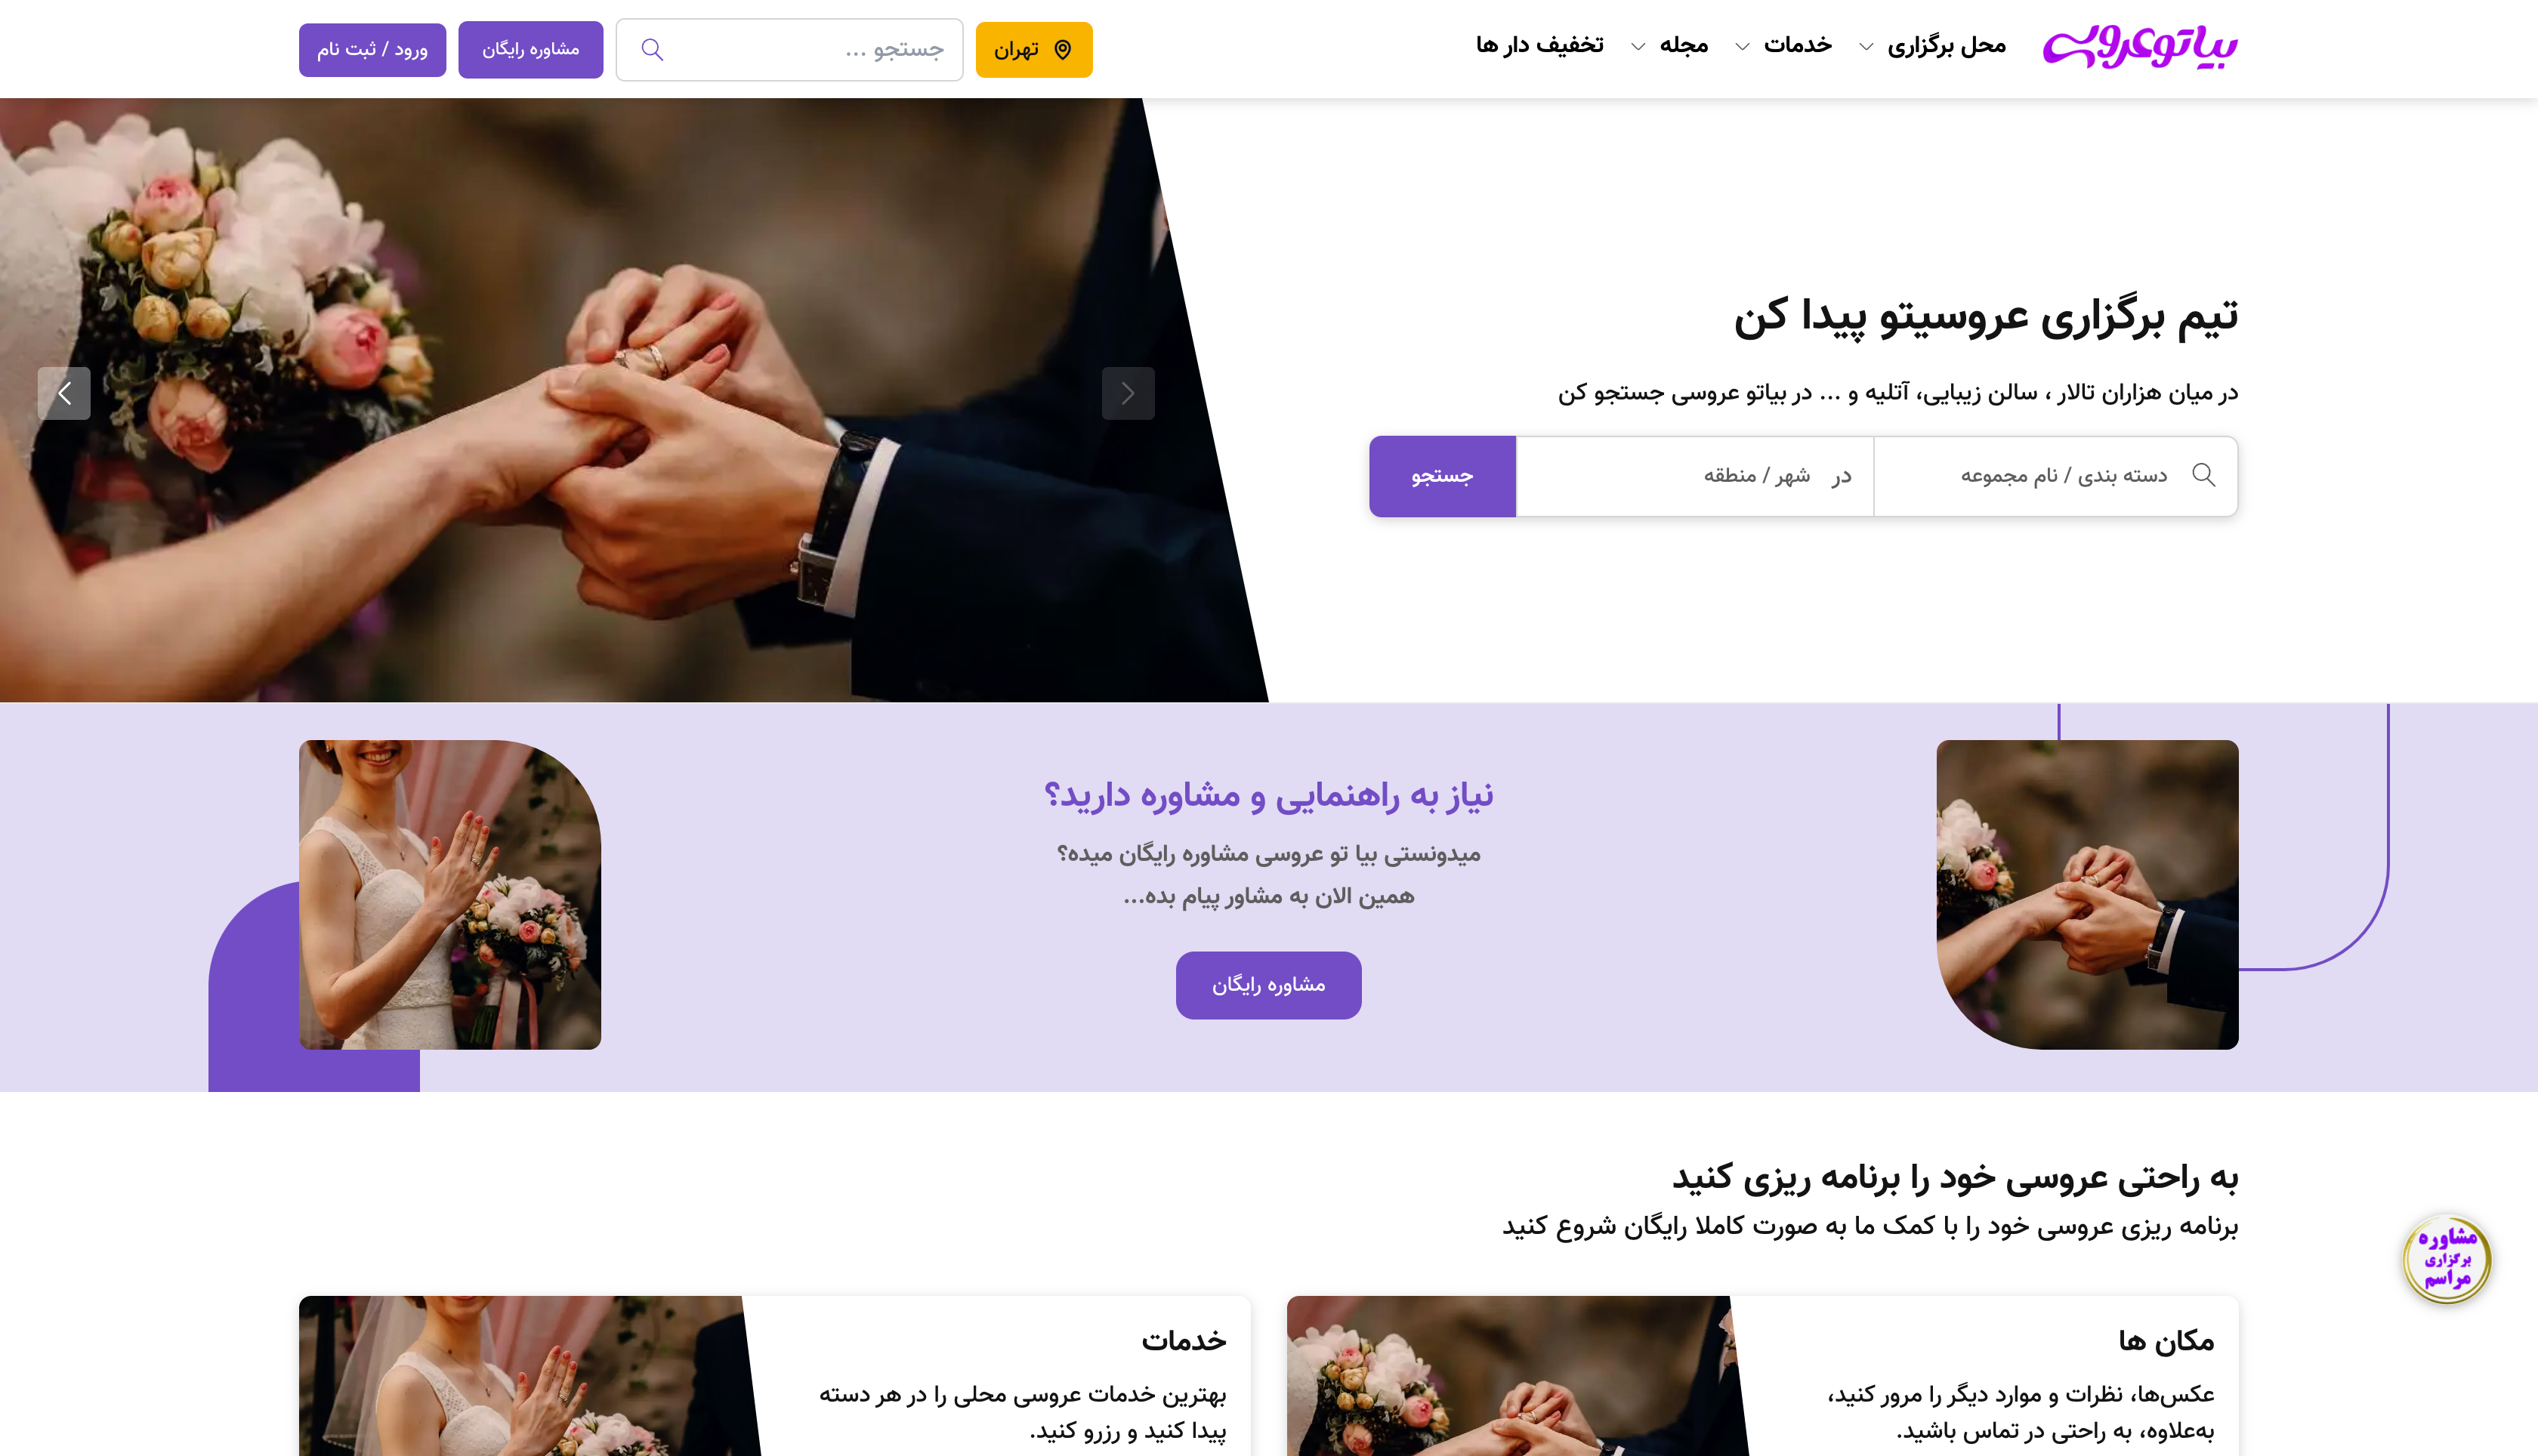 بیاتوعروسی
محل برگزاری
خدمات
مجله
تخفیف دار ها
تهران
جستجو ...
مشاوره رایگان
ورود / ثبت نام
تیم برگزاری عروسیتو پیدا کن
در میان هزاران تالار ، سالن زیبایی، آتلیه و ... در بیاتو عروسی جستجو کن
دسته بندی / نام مجموعه
در
شهر / منطقه
جستجو
نیاز به راهنمایی و مشاوره دارید؟
میدونستی بیا تو عروسی مشاوره رایگان میده؟
همین الان به مشاور پیام بده...
مشاوره رایگان
به راحتی عروسی خود را برنامه ریزی کنید
برنامه ریزی عروسی خود را با کمک ما به صورت کاملا رایگان شروع کنید
مشاوره
برگزاری
مراسم
مکان ها
عکس‌ها، نظرات و موارد دیگر را مرور کنید،
به‌علاوه، به راحتی در تماس باشید.
خدمات
بهترین خدمات عروسی محلی را در هر دسته
پیدا کنید و رزرو کنید.